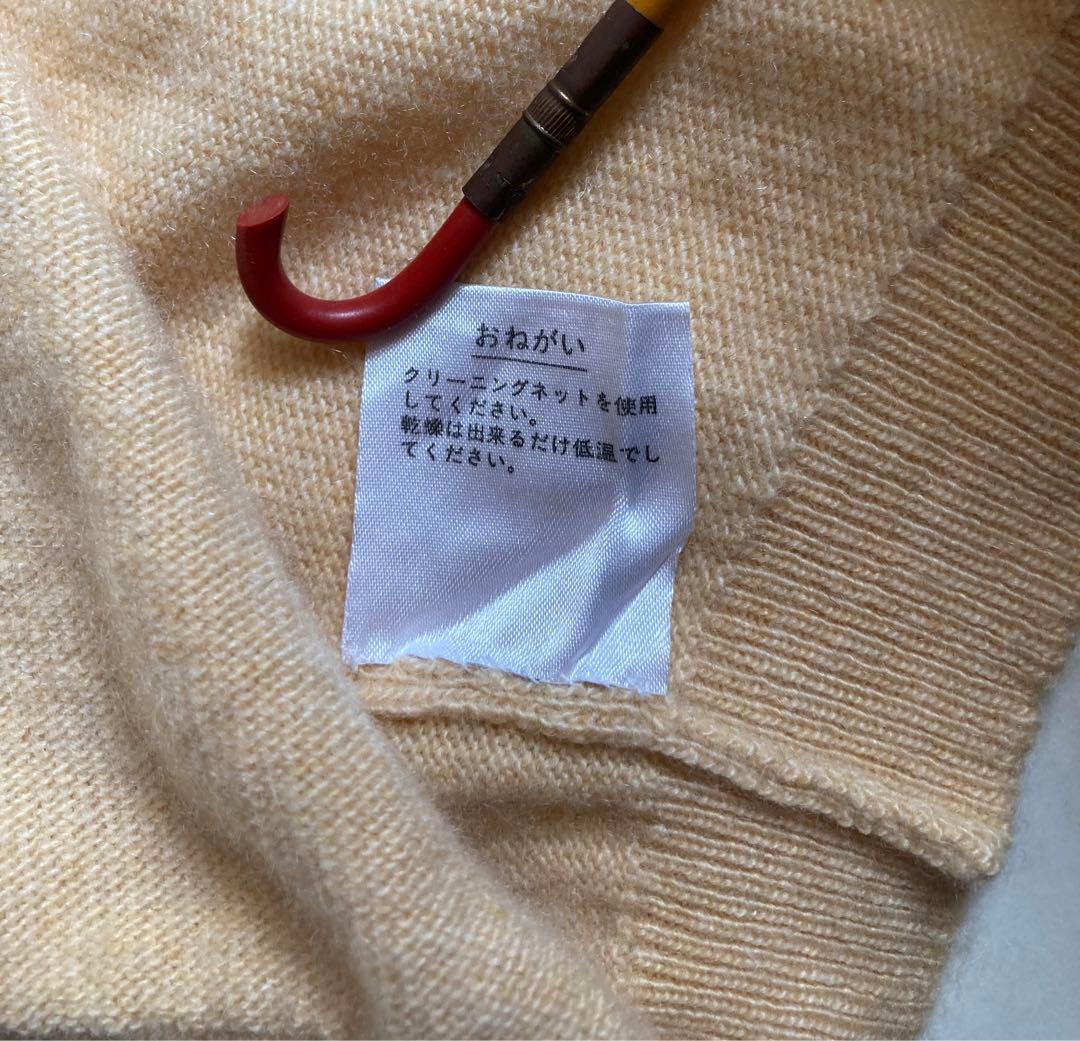 おねがい
クリーニングネットを使用
してください。
乾燥は出来るだけ低温でし
てください。